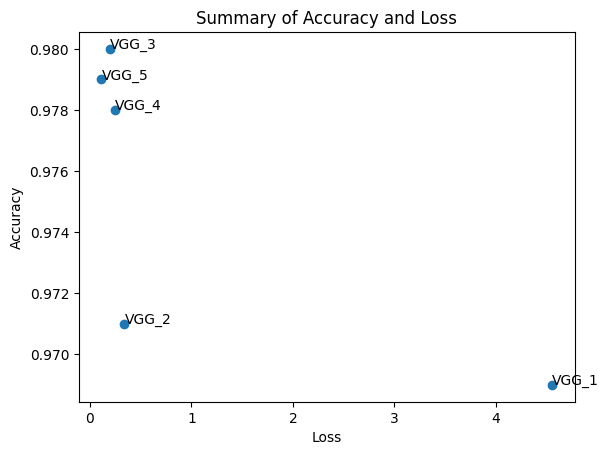 Summary of Accuracy and Loss
0.980
0.978
0.976
0.974
0.972
0.970
Accuracy
VGG_3
VGG_5
VGG_4
VGG_2
VGG_1
0 1 2 3 4
Loss